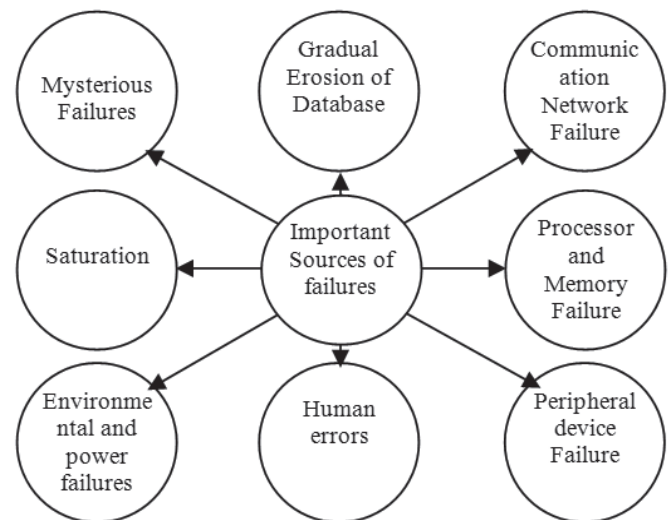 Mysterious
Failures
Gradual
Erosion of
Database
Communic
ation
Network
Failure
Saturation
Important
Sources of
failures
Processor
and
Memory
Failure
Environme
ntal and
power
failures
Human
errors
Peripheral
device
Failure